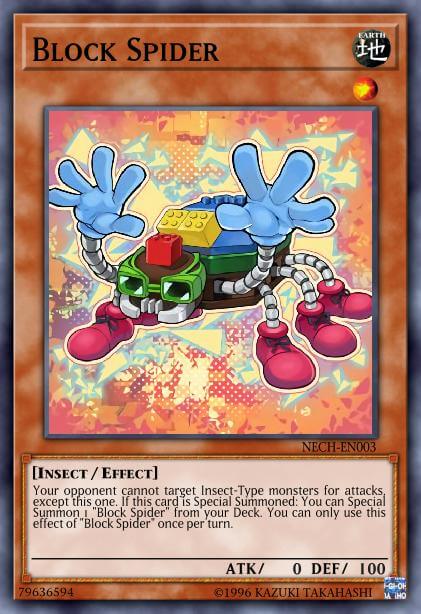 BLOCK SPIDER
EARTH
地
NECH-EN003
[INSECT / EFFECT]
Your opponent cannot target Insect-Type monsters for attacks,
except this one. If this card is Special Summoned: You can Special
Summon 1 "Block Spider" from your Deck. You can only use this
effect of "Block Spider" once per turn.
ATK/ 0 DEF/ 100
79636594
©1996 KAZUKI TAKAHASHI